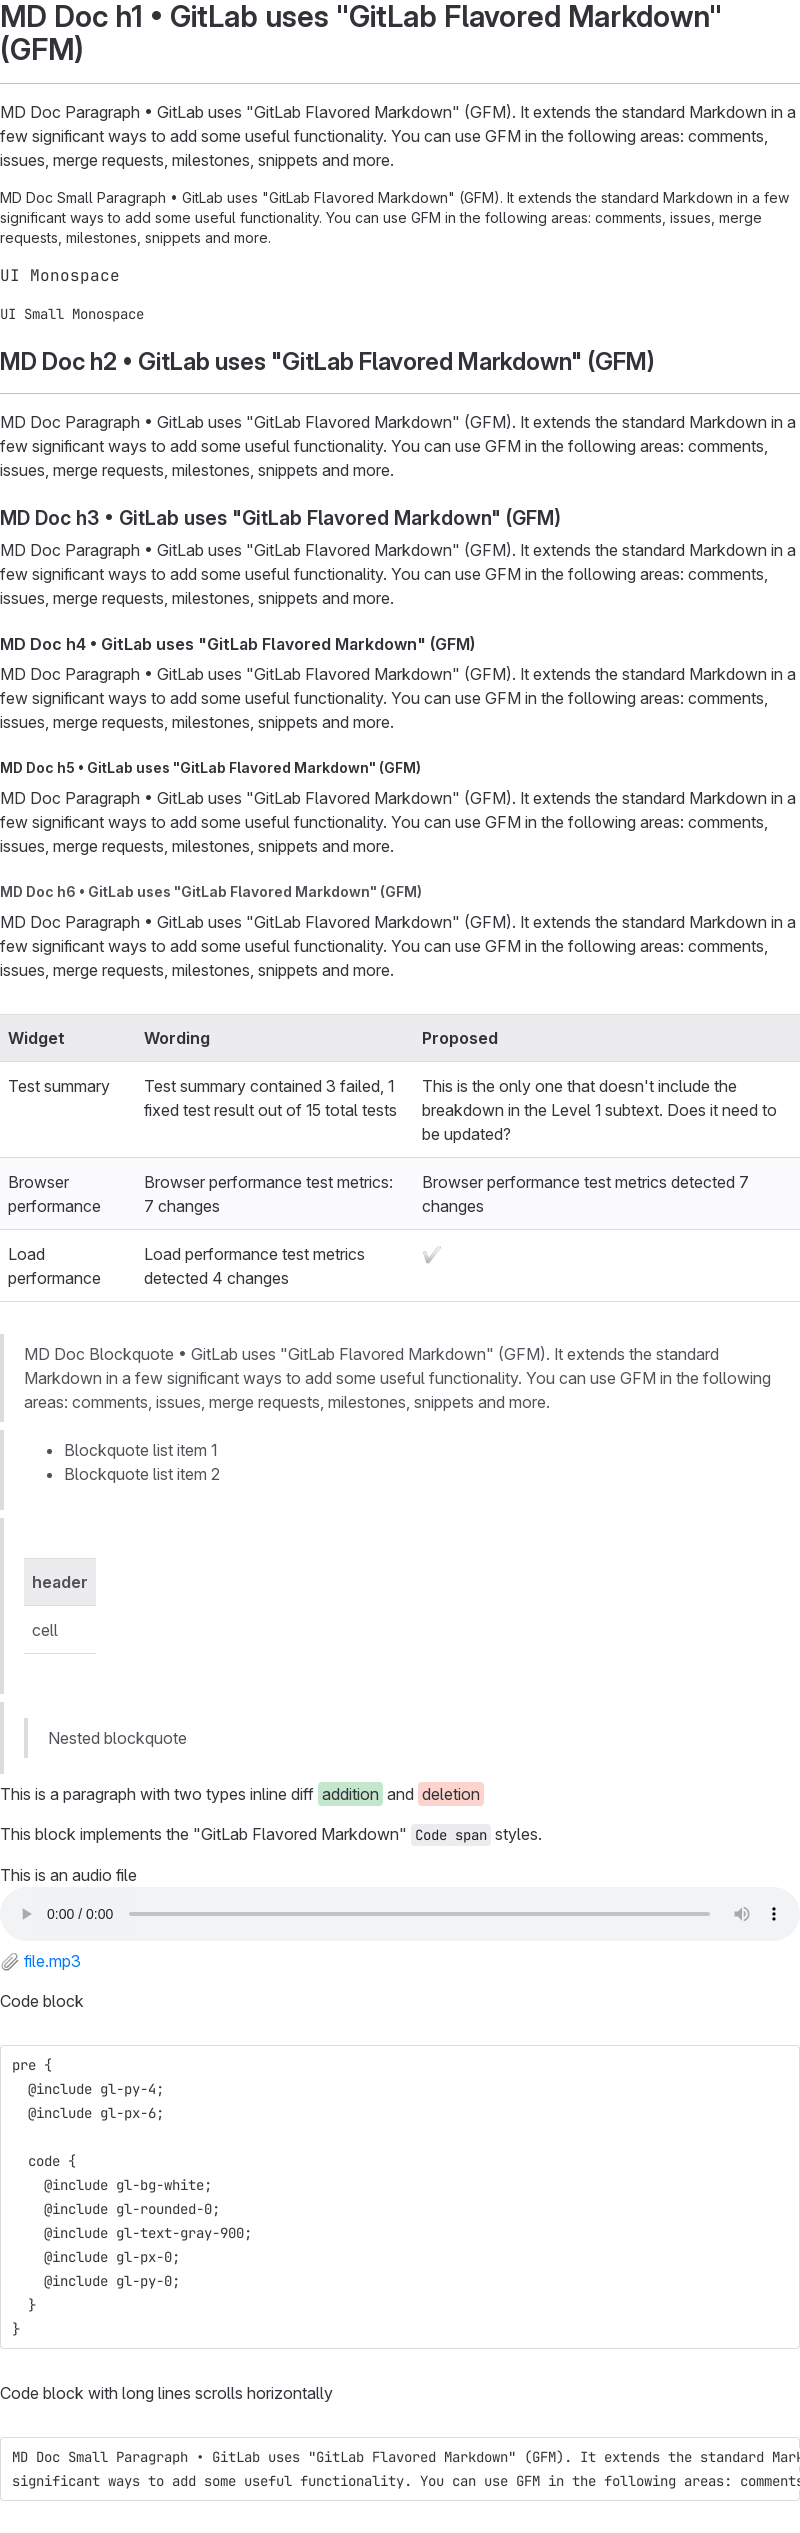 MD Doc h1 • GitLab uses "GitLab Flavored Markdown"
(GFM)
MD Doc Paragraph • GitLab uses "GitLab Flavored Markdown" (GFM). It extends the standard Markdown in a
few significant ways to add some useful functionality. You can use GFM in the following areas: comments,
issues, merge requests, milestones, snippets and more.
MD Doc Small Paragraph • GitLab uses "GitLab Flavored Markdown" (GFM). It extends the standard Markdown in a few
significant ways to add some useful functionality. You can use GFM in the following areas: comments, issues, merge
requests, milestones, snippets and more.
UI Monospace
UI Small Monospace
MD Doc h2 • GitLab uses "GitLab Flavored Markdown" (GFM)
MD Doc Paragraph • GitLab uses "GitLab Flavored Markdown" (GFM). It extends the standard Markdown in a
few significant ways to add some useful functionality. You can use GFM in the following areas: comments,
issues, merge requests, milestones, snippets and more.
MD Doc h3 • GitLab uses "GitLab Flavored Markdown" (GFM)
MD Doc Paragraph • GitLab uses "GitLab Flavored Markdown" (GFM). It extends the standard Markdown in a
few significant ways to add some useful functionality. You can use GFM in the following areas: comments,
issues, merge requests, milestones, snippets and more.
MD Doc h4 • GitLab uses "GitLab Flavored Markdown" (GFM)
MD Doc Paragraph • GitLab uses "GitLab Flavored Markdown" (GFM). It extends the standard Markdown in a
few significant ways to add some useful functionality. You can use GFM in the following areas: comments,
issues, merge requests, milestones, snippets and more.
MD Doc h5 • GitLab uses "GitLab Flavored Markdown" (GFM)
MD Doc Paragraph • GitLab uses "GitLab Flavored Markdown" (GFM). It extends the standard Markdown in a
few significant ways to add some useful functionality. You can use GFM in the following areas: comments,
issues, merge requests, milestones, snippets and more.
MD Doc h6 • GitLab uses "GitLab Flavored Markdown" (GFM)
MD Doc Paragraph • GitLab uses "GitLab Flavored Markdown" (GFM). It extends the standard Markdown in a
few significant ways to add some useful functionality. You can use GFM in the following areas: comments,
issues, merge requests, milestones, snippets and more.
Widget Wording Proposed
Test summary Test summary contained 3 failed, 1 This is the only one that doesn't include the
fixed test result out of 15 total tests breakdown in the Level 1 subtext. Does it need to
be updated?
Browser Browser performance test metrics: Browser performance test metrics detected 7
performance 7 changes changes
Load Load performance test metrics ✔
performance detected 4 changes
MD Doc Blockquote • GitLab uses "GitLab Flavored Markdown" (GFM). It extends the standard
Markdown in a few significant ways to add some useful functionality. You can use GFM in the following
areas: comments, issues, merge requests, milestones, snippets and more.
• Blockquote list item 1
• Blockquote list item 2
header
cell
Nested blockquote
This is a paragraph with two types inline diff addition and deletion
This block implements the "GitLab Flavored Markdown" Code span styles.
This is an audio file
0:00 / 0:00
file.mp3
Code block
pre {
  @include gl-py-4;
  @include gl-px-6;
  code {
    @include gl-bg-white;
    @include gl-rounded-0;
    @include gl-text-gray-900;
    @include gl-px-0;
    @include gl-py-0;
  }
}
Code block with long lines scrolls horizontally
MD Doc Small Paragraph • GitLab uses "GitLab Flavored Markdown" (GFM). It extends the standard Mark
significant ways to add some useful functionality. You can use GFM in the following areas: comments